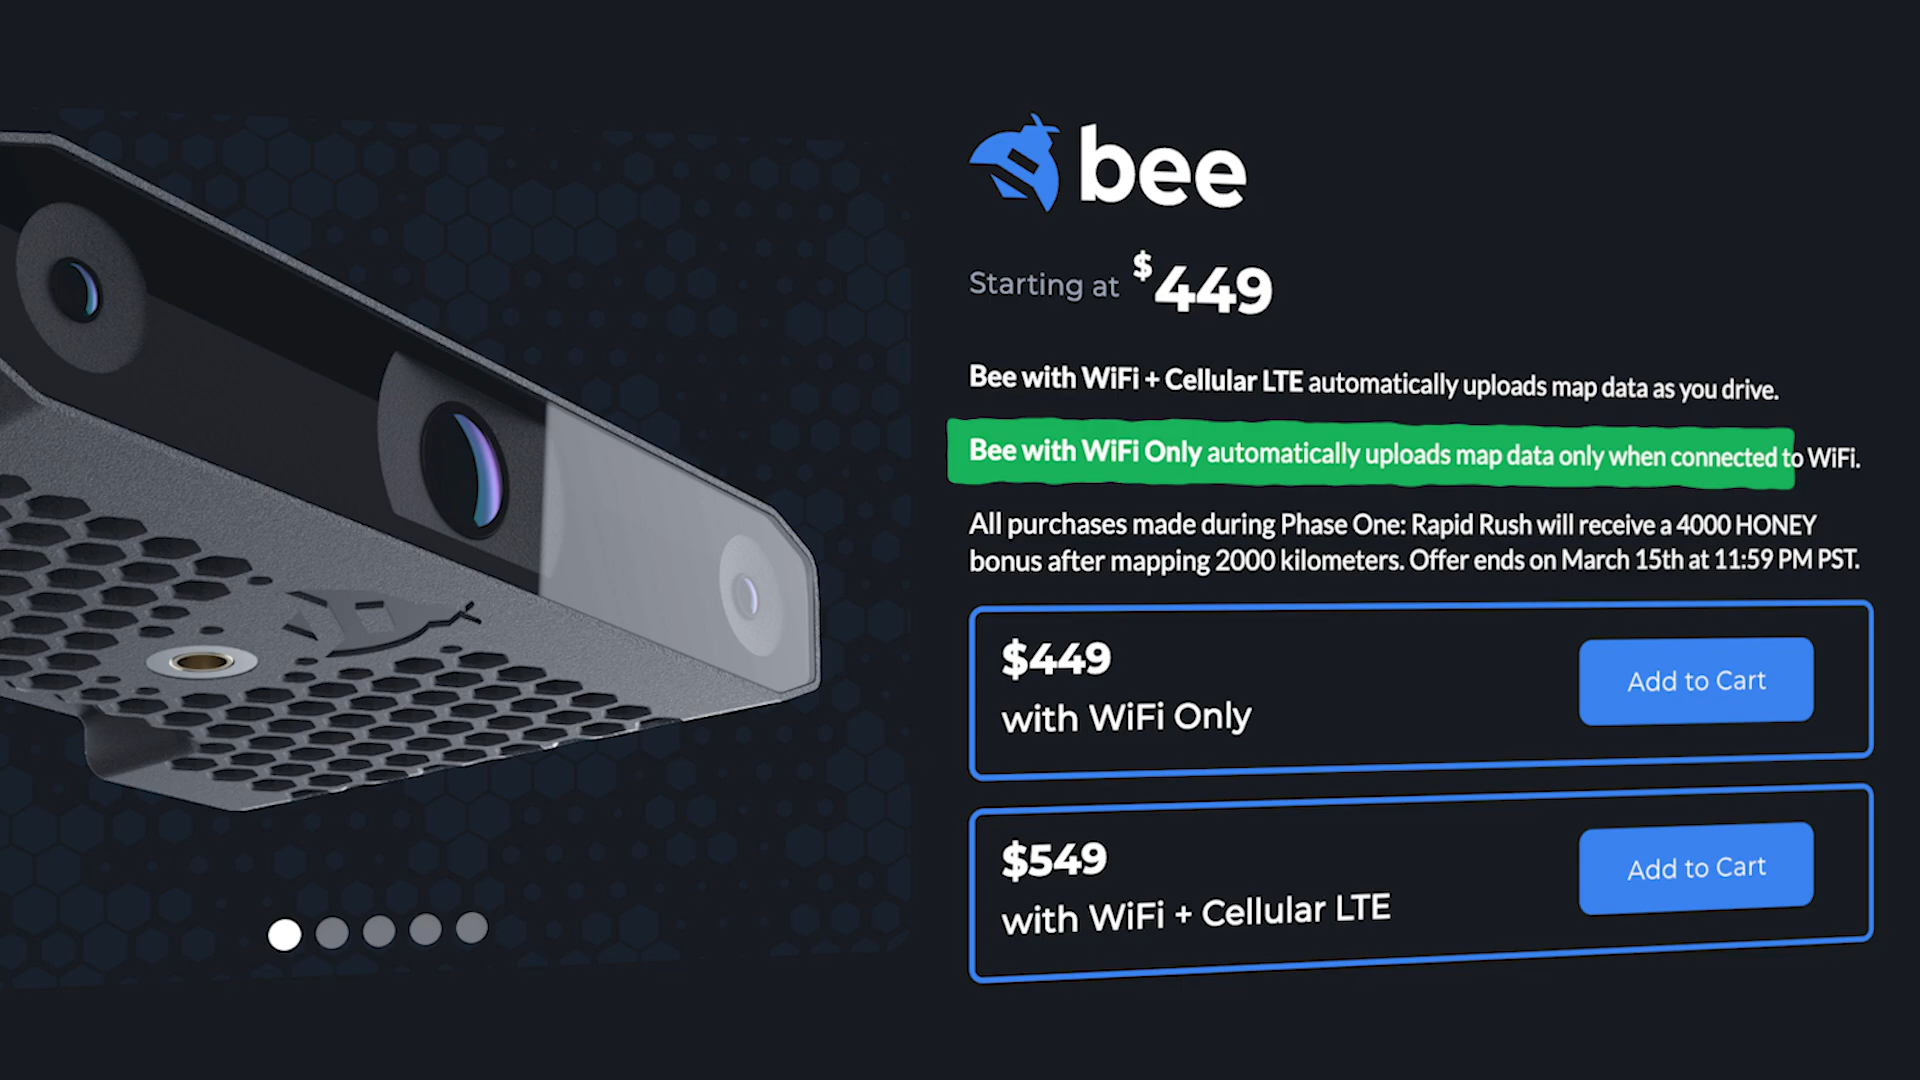 bee
Starting at $449
Bee with WiFi + Cellular LTE automatically uploads map data as you drive.
Bee with WiFi Only automatically uploads map data only when connected to WiFi.
All purchases made during Phase One: Rapid Rush will receive a 4000 HONEY
bonus after mapping 2000 kilometers. Offer ends on March 15th at 11:59 PM PST.
$449
with WiFi Only
Add to Cart
$549
with WiFi + Cellular LTE
Add to Cart